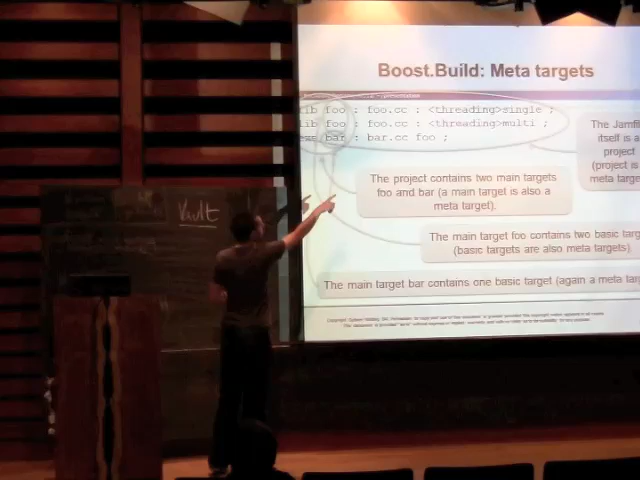 Boost.Build: Meta targets
lib foo : foo.cc : <threading>single ;
lib foo : foo.cc : <threading>multi ;
exe bar : bar.cc foo ;
The Jamfi
itself is a
project
(project is
meta targe
The project contains two main targets
foo and bar (a main target is also a
meta target).
Vault
The main target foo contains two basic targ
(basic targets are also meta targets)
The main target bar contains one basic target (again a meta tar